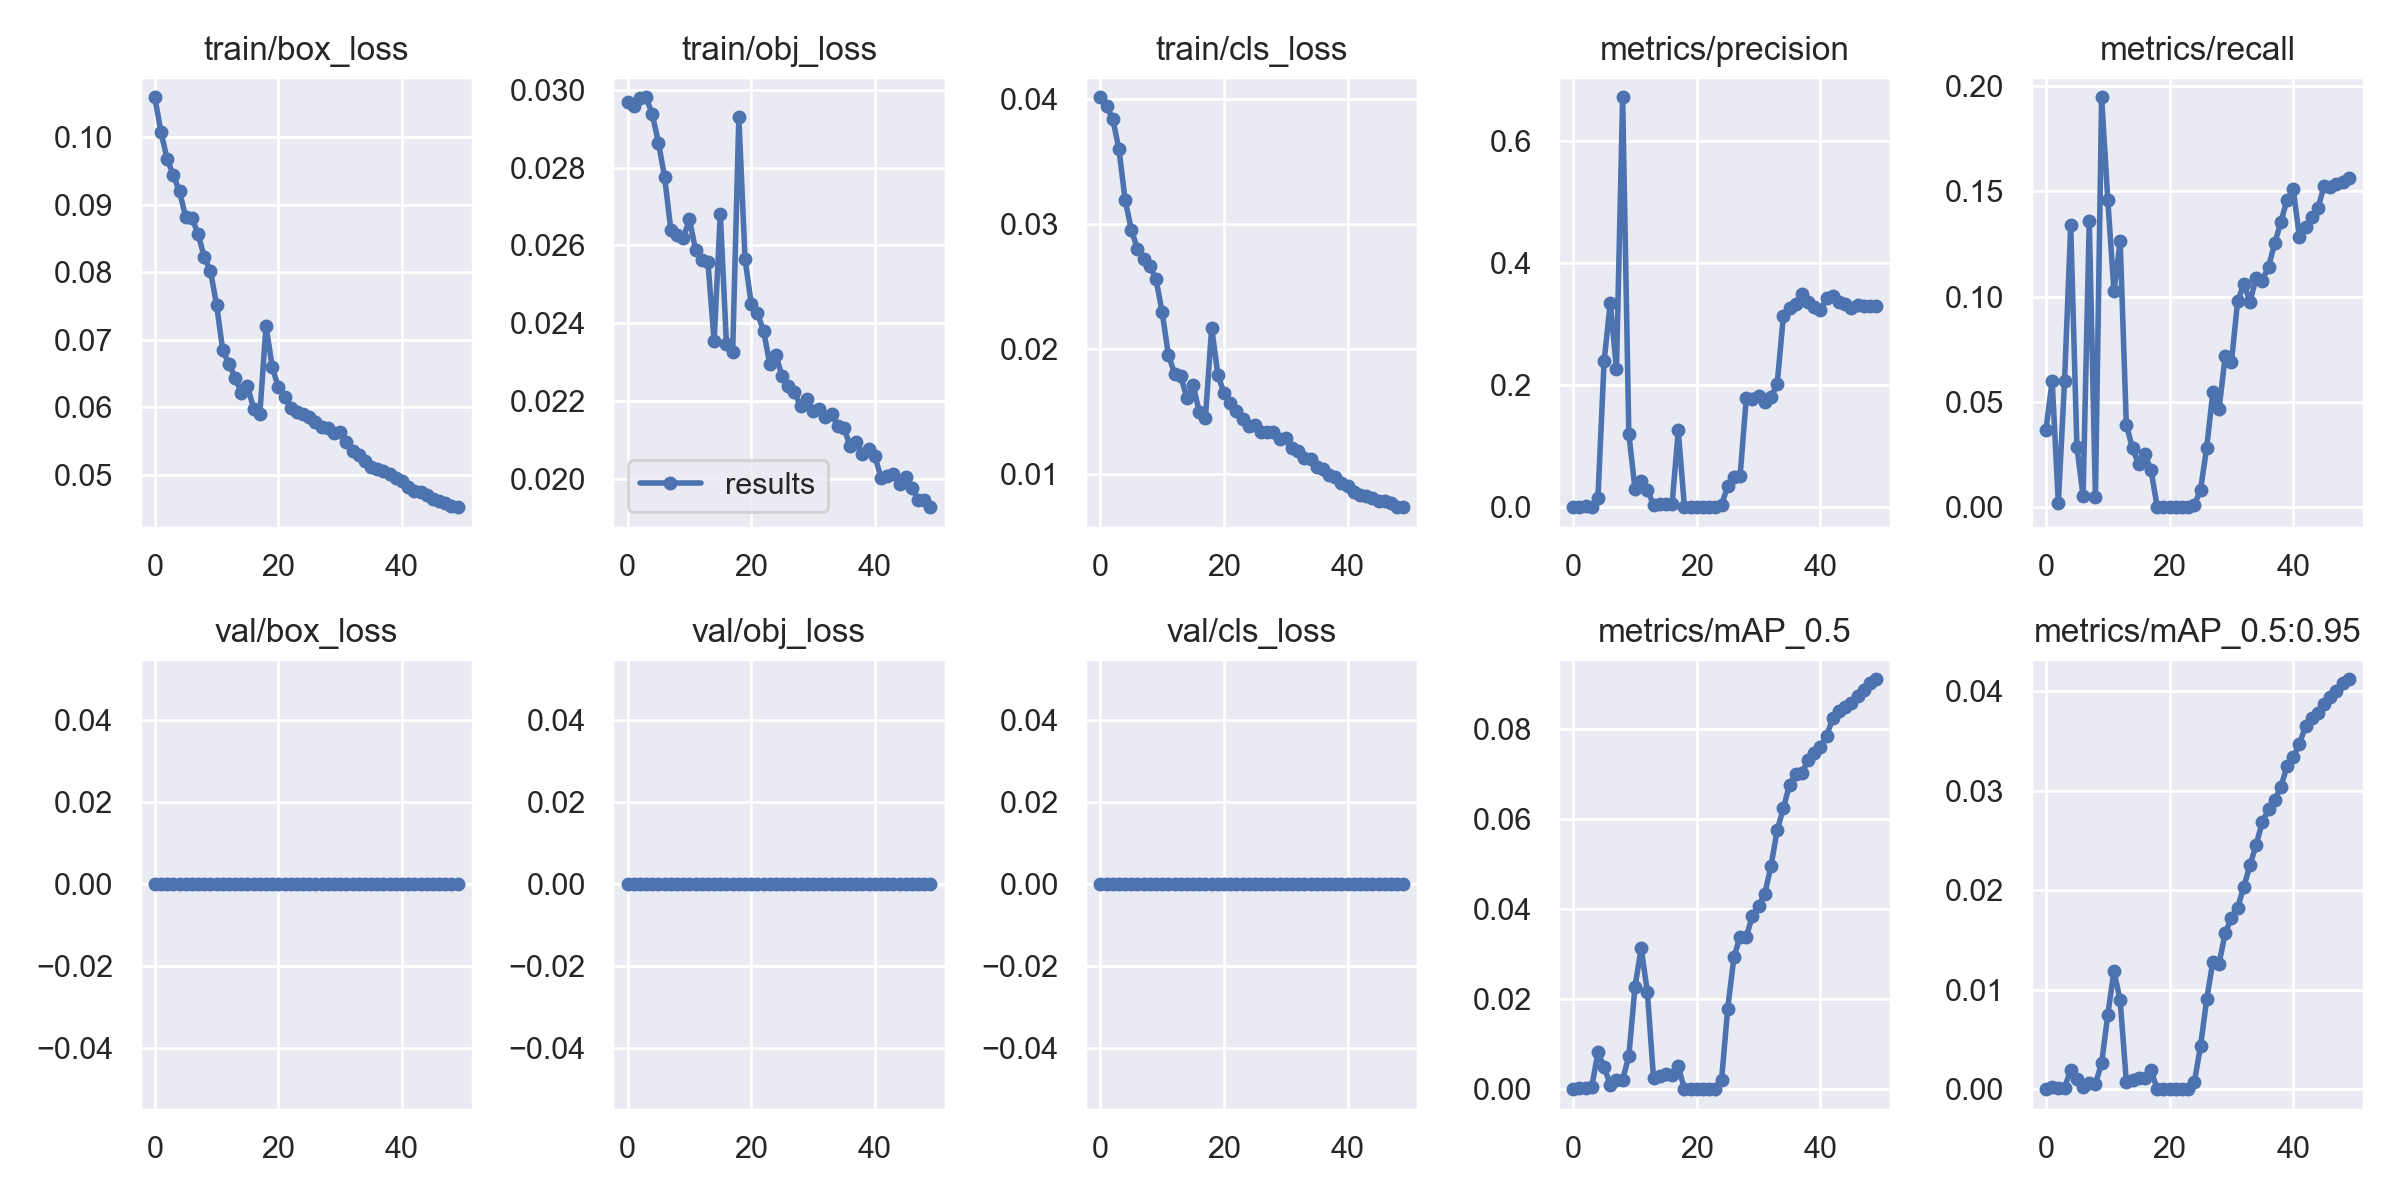 train/box_loss
0.10
0.09
0.08
0.07
0.06
0.05
0 20 40
train/obj_loss
0.030
0.028
0.026
0.024
0.022
0.020
results
0 20 40
train/cls_loss
0.04
0.03
0.02
0.01
0 20 40
metrics/precision
0.6
0.4
0.2
0.0
0 20 40
metrics/recall
0.20
0.15
0.10
0.05
0.00
0 20 40
val/box_loss
0.04
0.02
0.00
−0.02
−0.04
0 20 40
val/obj_loss
0.04
0.02
0.00
−0.02
−0.04
0 20 40
val/cls_loss
0.04
0.02
0.00
−0.02
−0.04
0 20 40
metrics/mAP_0.5
0.08
0.06
0.04
0.02
0.00
0 20 40
metrics/mAP_0.5:0.95
0.04
0.03
0.02
0.01
0.00
0 20 40